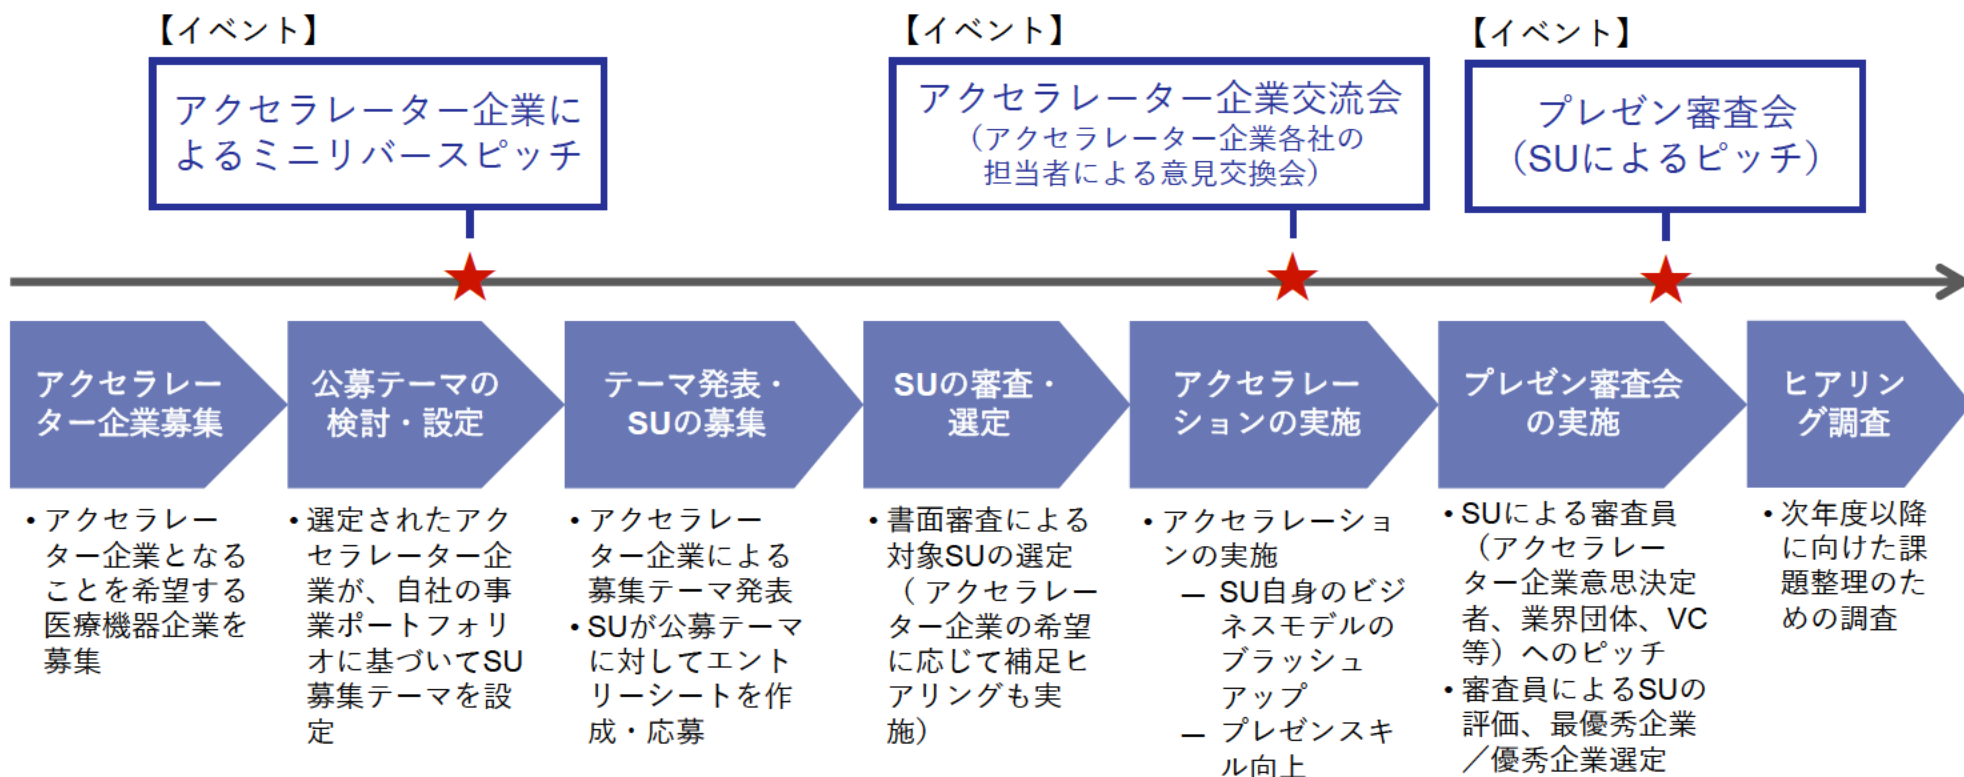 【イベント】
アクセラレーター企業に
よるミニリバースピッチ
【イベント】
アクセラレーター企業交流会
（アクセラレーター企業各社の
担当者による意見交換会）
【イベント】
プレゼン審査会
（SUによるピッチ）
アクセラレー
ター企業募集
公募テーマの
検討・設定
テーマ発表・
SUの募集
SUの審査・
選定
アクセラレー
ションの実施
プレゼン審査会
の実施
ヒアリン
グ調査
• アクセラレー
ター企業となる
ことを希望する
医療機器企業を
募集
• 選定されたアク
セラレーター企
業が、自社の事
業ポートフォリ
オに基づいてSU
募集テーマを設
定
• アクセラレー
ター企業による
募集テーマ発表
• SUが公募テーマ
に対してエント
リーシートを作
成・応募
• 書面審査による
対象SUの選定
（ アクセラレー
ター企業の希望
に応じて補足ヒ
アリングも実
施）
• アクセラレーショ
ンの実施
― SU自身のビジ
ネスモデルの
ブラッシュ
アップ
― プレゼンスキ
ル向上
• SUによる審査員
（アクセラレー
ター企業意思決定
者、業界団体、VC
等）へのピッチ
• 審査員によるSUの
評価、最優秀企業
／優秀企業選定
• 次年度以降
に向けた課
題整理のた
めの調査